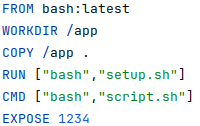 FROM bash:latest
WORKDIR /app
COPY /app .
RUN ["bash","setup.sh"]
CMD ["bash","script.sh"]
EXPOSE 1234